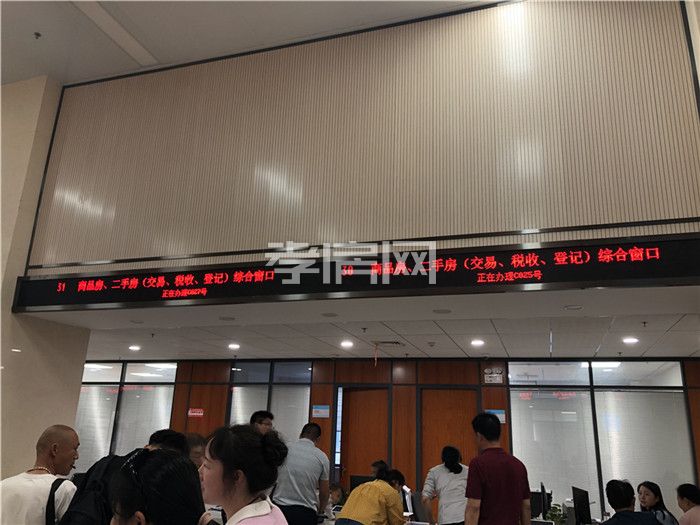 孝信网
31 商品房、二手房（交易、税收、登记）综合窗口
正在办理C027号
30 商品房、二手房（交易、税收、登记）综合窗口
正在办理C025号